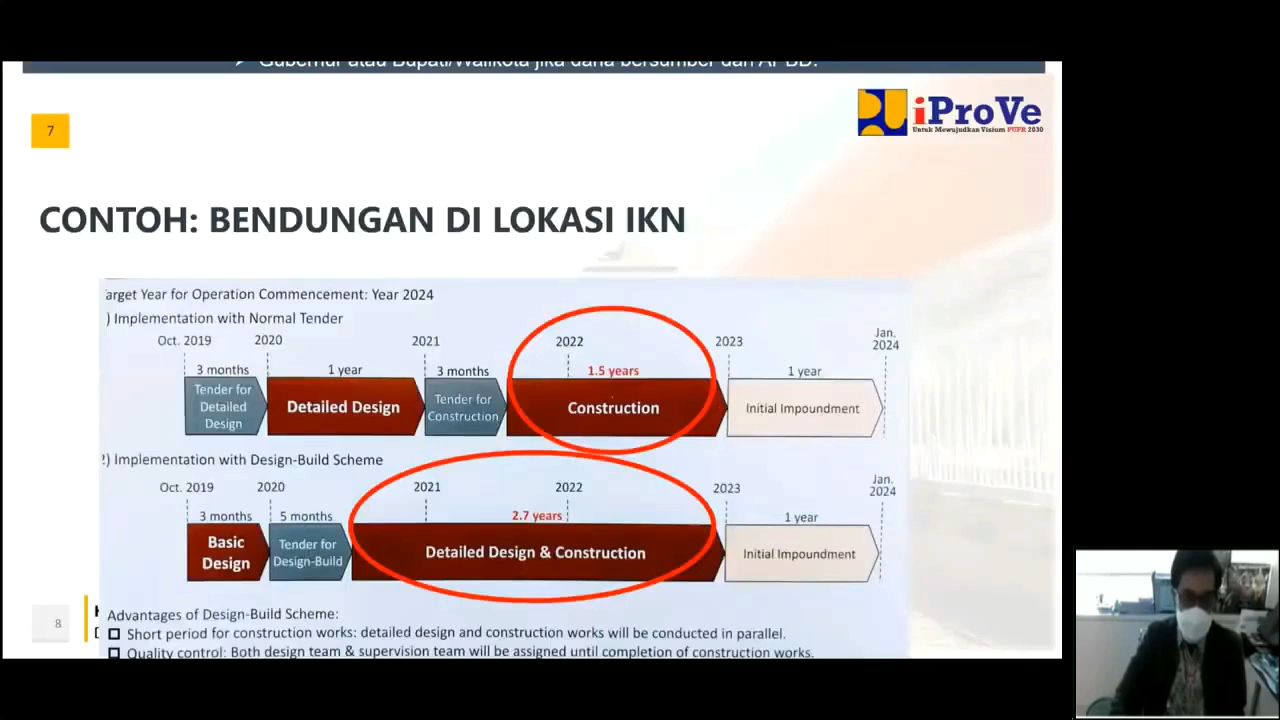 Gubernur atau Bupati/Walikota jika dana bersumber dari APBD.
7
iProVe
Untuk Mewujudkan Visium PUPR 2030
CONTOH: BENDUNGAN DI LOKASI IKN
arget Year for Operation Commencement: Year 2024
) Implementation with Normal Tender
Oct. 2019 2020 2021 2022 2023 Jan. 2024
3 months 1 year 3 months 1.5 years 1 year
Tender for Detailed Design
Detailed Design
Tender for Construction
Construction
Initial Impoundment
2) Implementation with Design-Build Scheme
Oct. 2019 2020 2021 2022 2023 Jan. 2024
3 months 5 months 2.7 years 1 year
Basic Design
Tender for Design-Build
Detailed Design & Construction
Initial Impoundment
Advantages of Design-Build Scheme:
Short period for construction works: detailed design and construction works will be conducted in parallel.
Quality control: Both design team & supervision team will be assigned until completion of construction works.
8